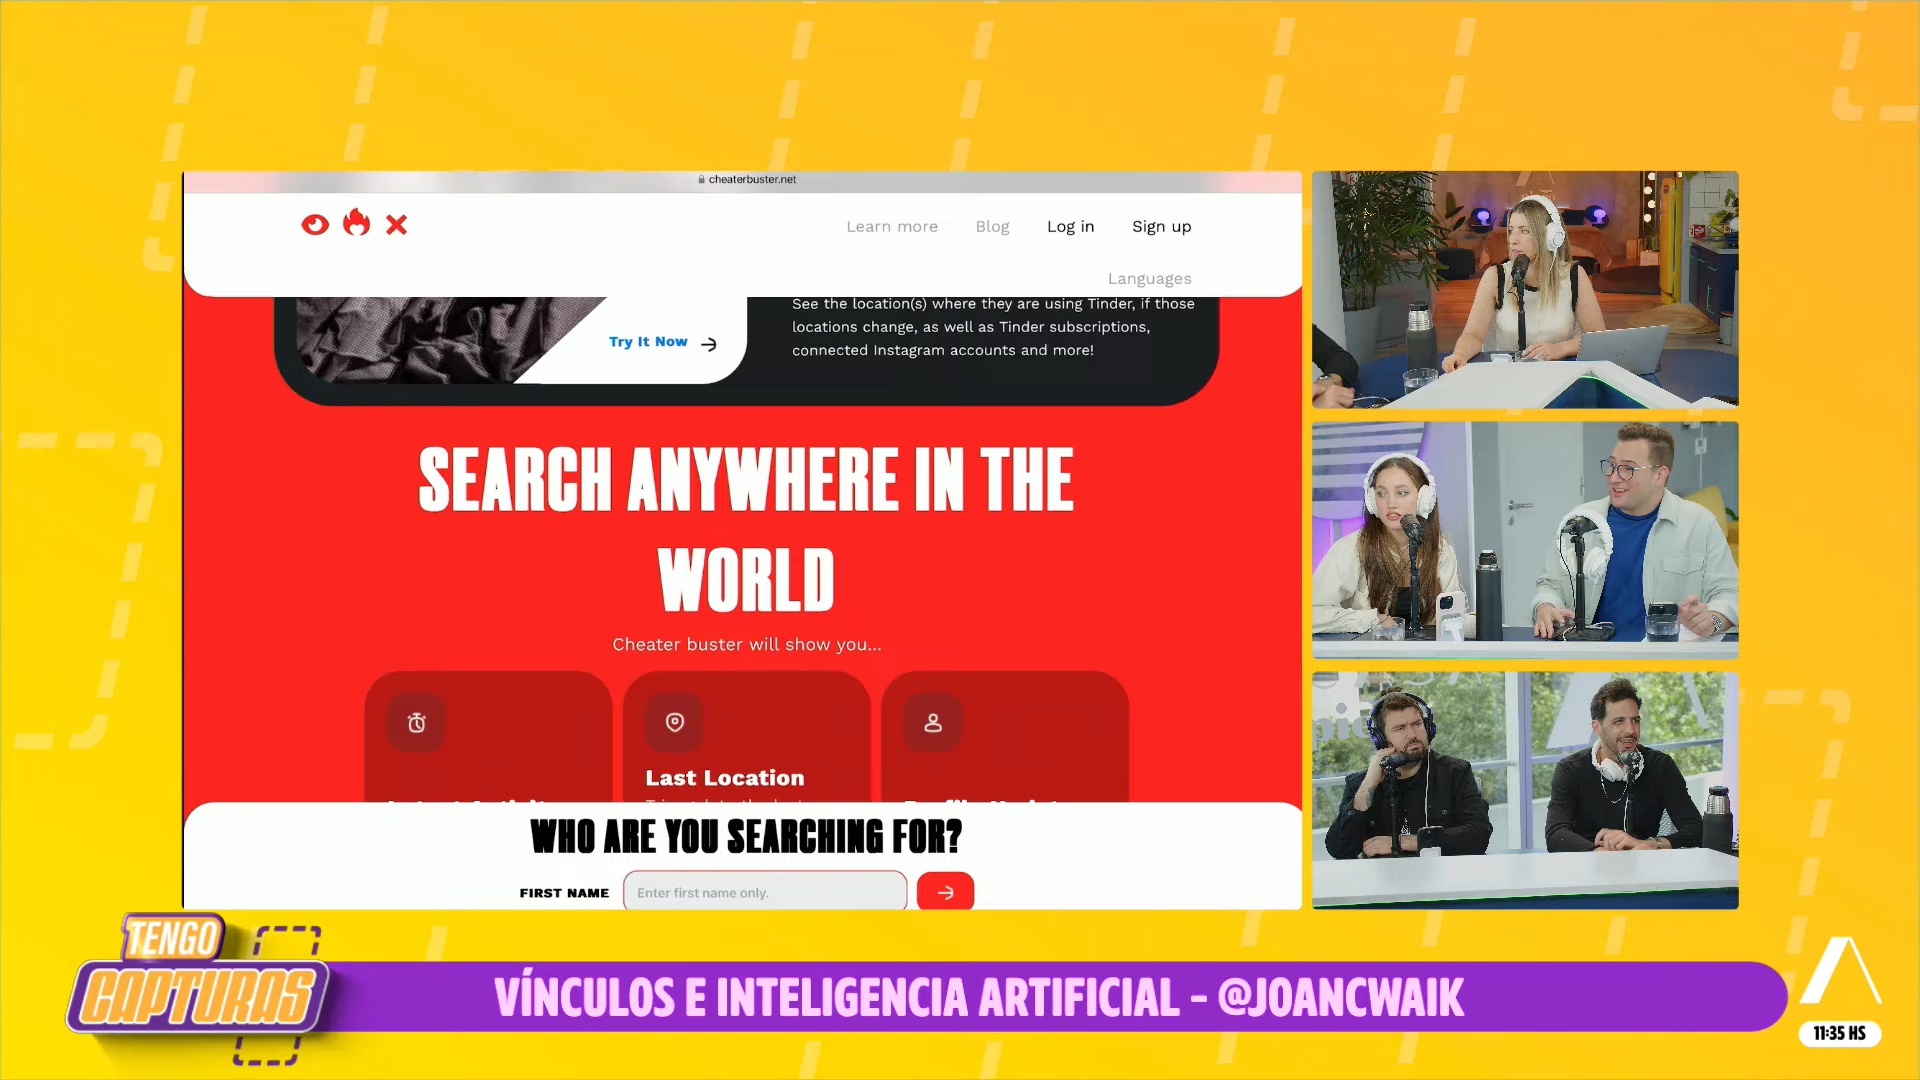 cheaterbuster.net
Learn more
Blog
Log in
Sign up
Languages
Try It Now
See the location(s) where they are using Tinder, if those
locations change, as well as Tinder subscriptions,
connected Instagram accounts and more!
SEARCH ANYWHERE IN THE
WORLD
Cheater buster will show you...
Last Location
WHO ARE YOU SEARCHING FOR?
FIRST NAME
Enter first name only.
TENGO
CAPTURAS
VÍNCULOS E INTELIGENCIA ARTIFICIAL - @JOANCWAIK
11:35 HS